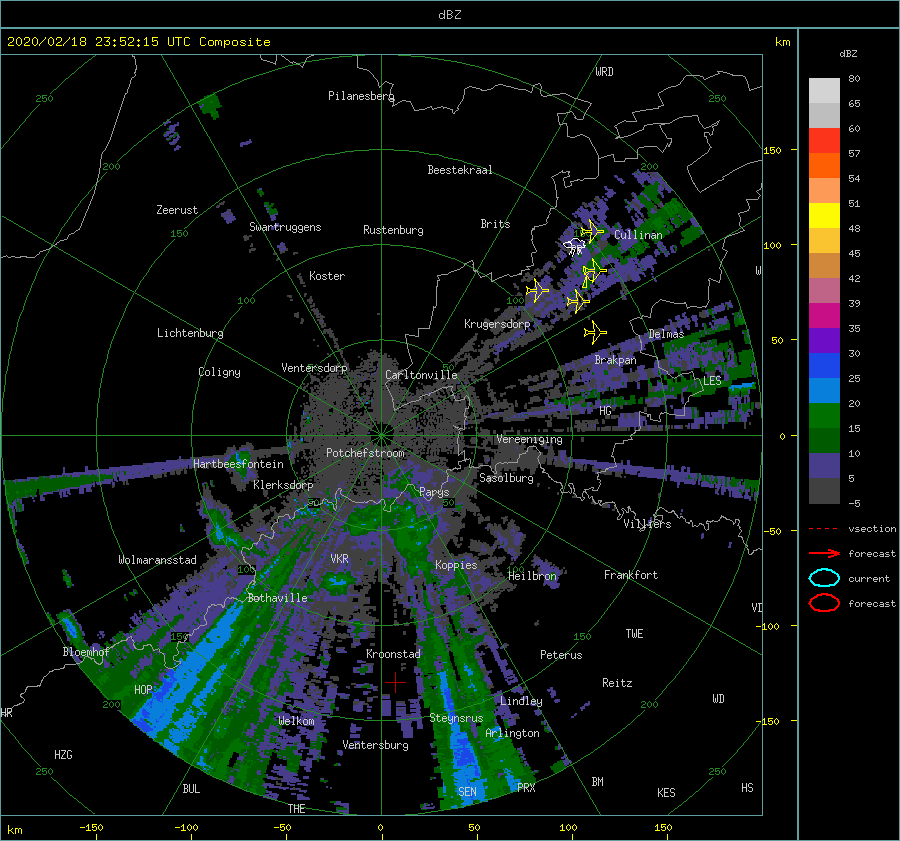 dBZ
2020/02/18 23:52:15 UTC Composite
km
dBZ
WRD
250
Pilanesberg
250
80
65
60
57
54
51
48
45
42
39
35
30
25
20
15
10
5
-5
150
200
Beestekraal
200
Zeerust
150
Swartruggens
Rustenburg
Brits
Cullinan
100
Koster
W
100
100
Krugersdorp
Lichtenburg
Delmas
50
Brakpan
Ventersdorp
Coligny
Carltonville
LES
HG
Vereeniging
0
Potchefstroom
Hartbeesfontein
Klerksdorp
Sasolburg
Parys
50
50
Villiers
-50
vsection
forecast
current
forecast
VKR
Wolmaransstad
100
Koppies
Heilbron
100
Frankfort
Bothaville
VI
-100
150
150
TWE
Bloemhof
Kroonstad
Peterus
HOP
Reitz
200
200
WD
HR
Lindley
Welkom
Steynsrus
-150
Arlington
Ventersburg
HZG
250
250
BUL
SEN
PRX
BM
KES
HS
THE
km
-150
-100
-50
0
50
100
150